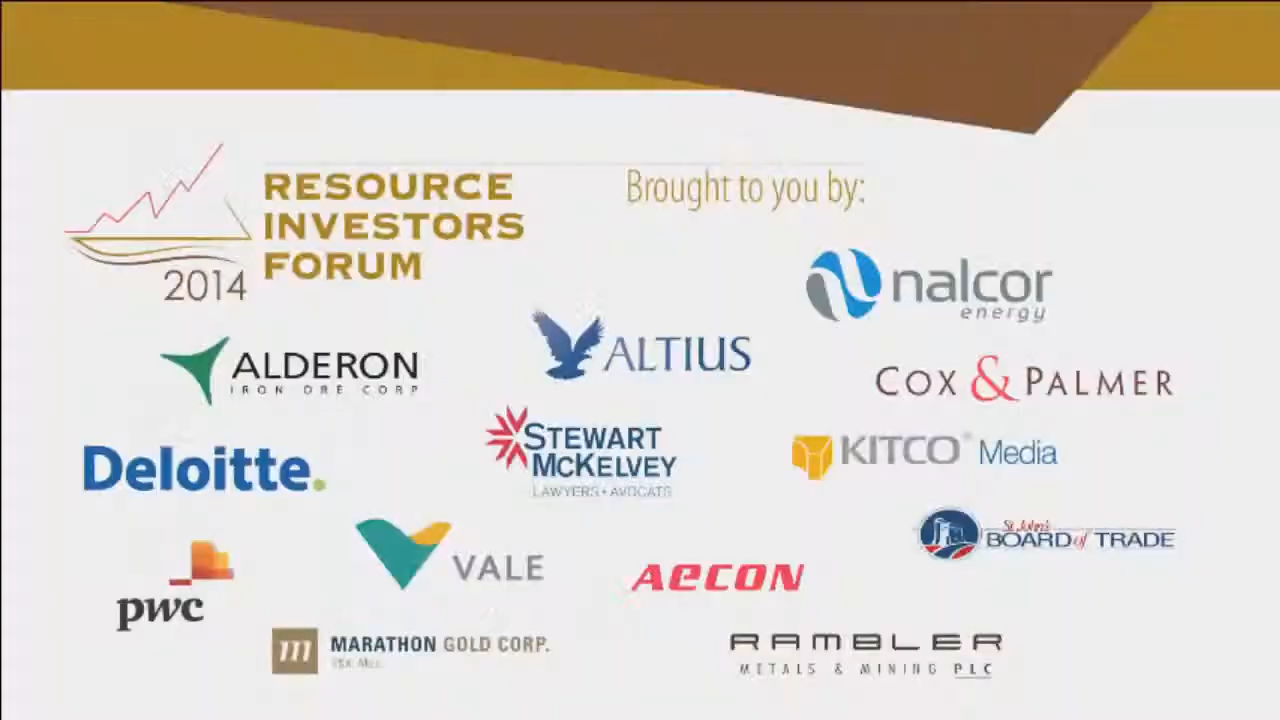 RESOURCE
INVESTORS
FORUM
2014
Brought to you by:
nalcor
energy
ALDERON
IRON ORE CORP
ALTIUS
COX & PALMER
Deloitte.
STEWART
MCKELVEY
LAWYERS • AVOCATS
KITCO® Media
St. John's
BOARD of TRADE
pwc
VALE
AECON
m MARATHON GOLD CORP.
RAMBLER
METALS & MINING PLC